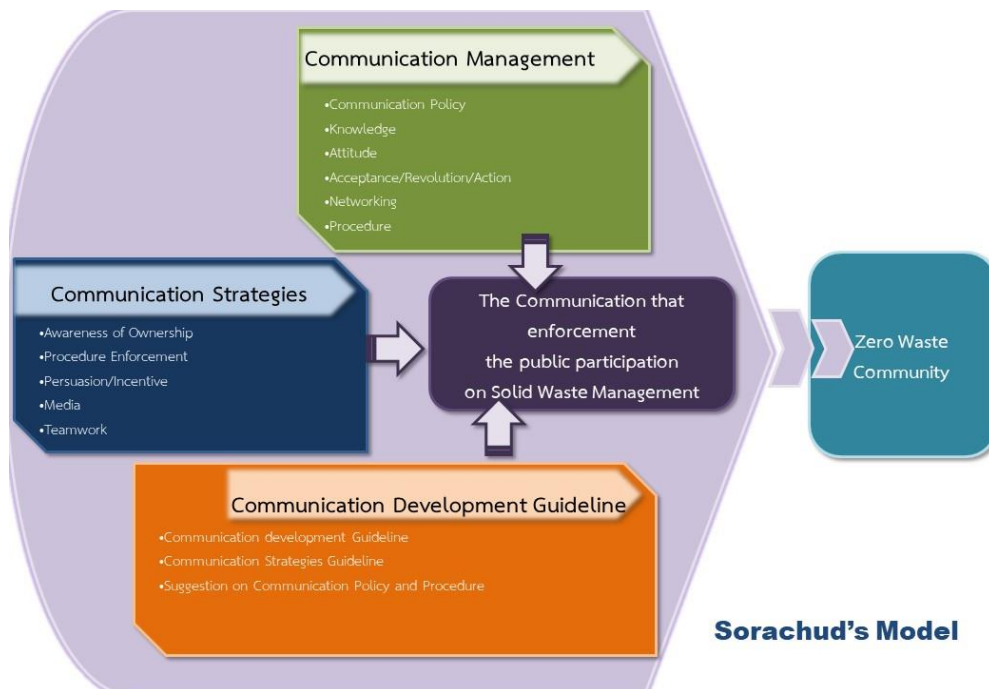 Communication Management
•Communication Policy
•Knowledge
•Attitude
•Acceptance/Revolution/Action
•Networking
•Procedure
Communication Strategies
•Awareness of Ownership
•Procedure Enforcement
•Persuasion/Incentive
•Media
•Teamwork
The Communication that
enforcement
the public participation
on Solid Waste Management
Zero Waste
Community
Communication Development Guideline
•Communication development Guideline
•Communication Strategies Guideline
•Suggestion on Communication Policy and Procedure
Sorachud's Model